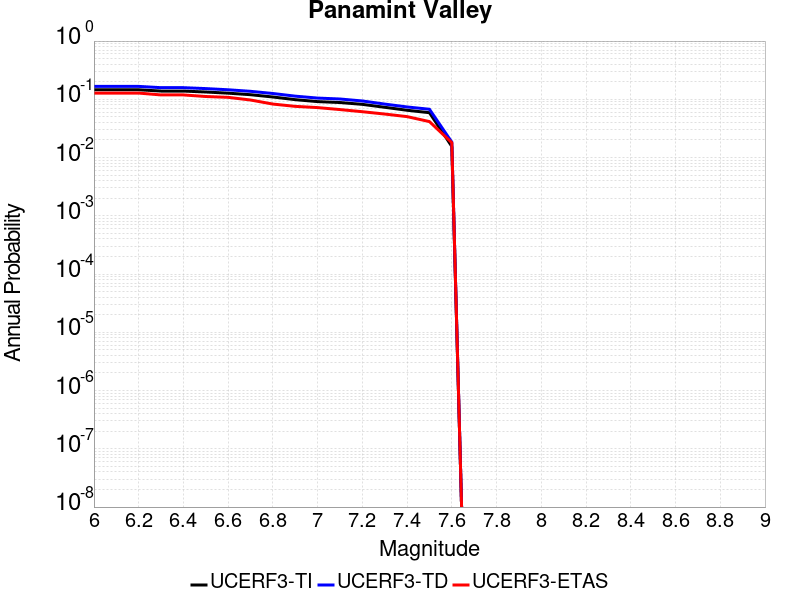 Panamint Valley
10^0
10^-1
10^-2
10^-3
10^-4
10^-5
10^-6
10^-7
10^-8
Annual Probability
6 6.2 6.4 6.6 6.8 7 7.2 7.4 7.6 7.8 8 8.2 8.4 8.6 8.8 9
Magnitude
UCERF3-TI UCERF3-TD UCERF3-ETAS